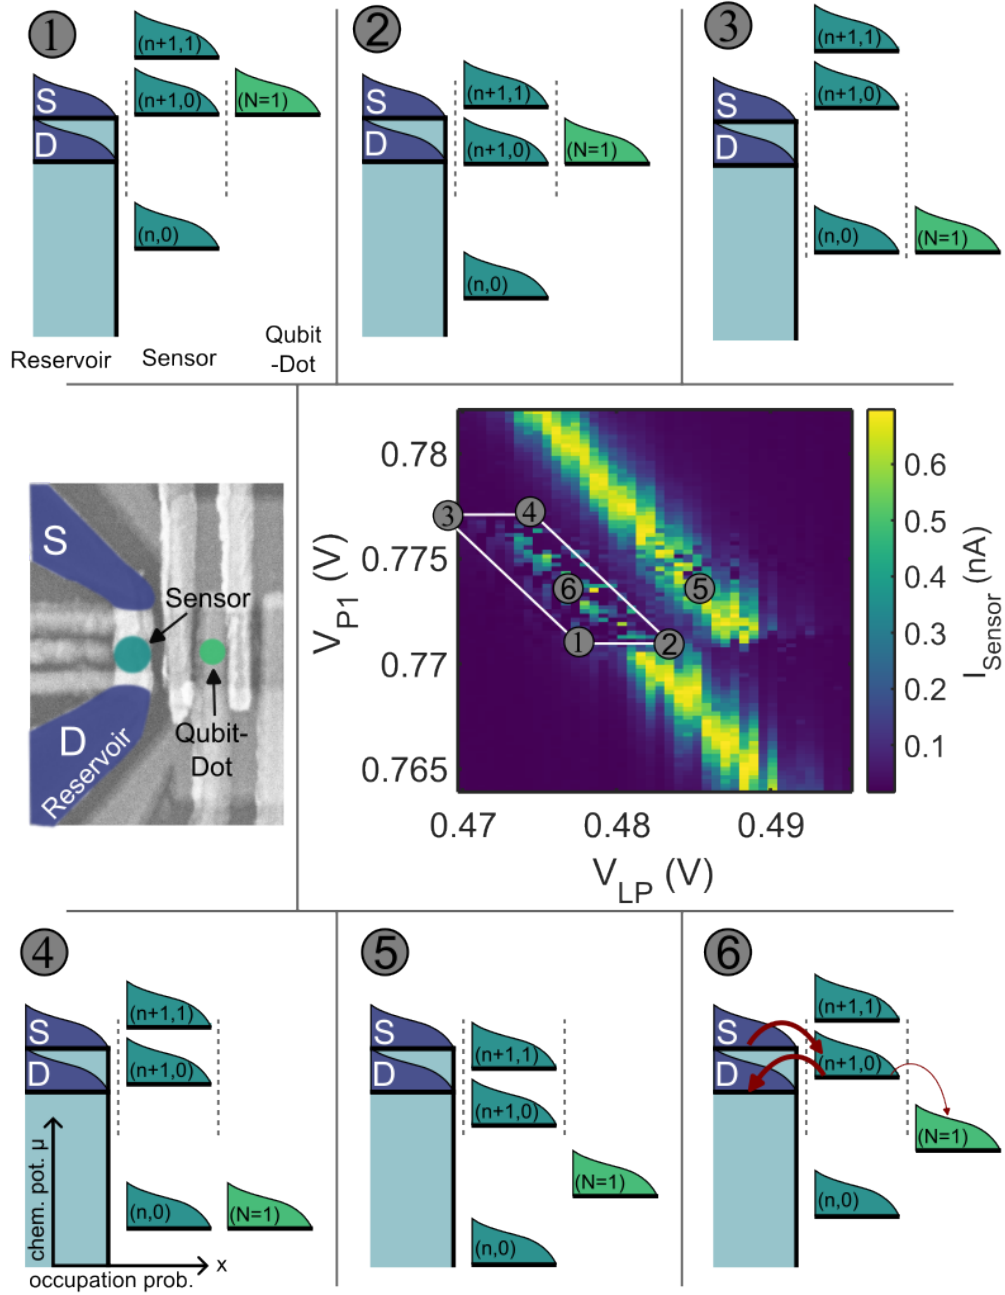 1
(n+1,1)
S
(n+1,0)
(N=1)
D
(n,0)
Reservoir
Sensor
Qubit
-Dot
2
(n+1,1)
S
(n+1,0)
(N=1)
D
(n,0)
3
(n+1,1)
S
(n+1,0)
D
(n,0)
(N=1)
S
Sensor
Qubit-
Dot
D
Reservoir
0.78
0.775
0.77
0.765
V_P1 (V)
3
4
6
5
1
2
0.47
0.48
0.49
V_LP (V)
0.6
0.5
0.4
0.3
0.2
0.1
I_Sensor (nA)
4
(n+1,1)
S
(n+1,0)
D
(n,0)
(N=1)
chem. pot. μ
x
occupation prob.
5
S
(n+1,1)
D
(n+1,0)
(N=1)
(n,0)
6
(n+1,1)
S
(n+1,0)
D
(N=1)
(n,0)